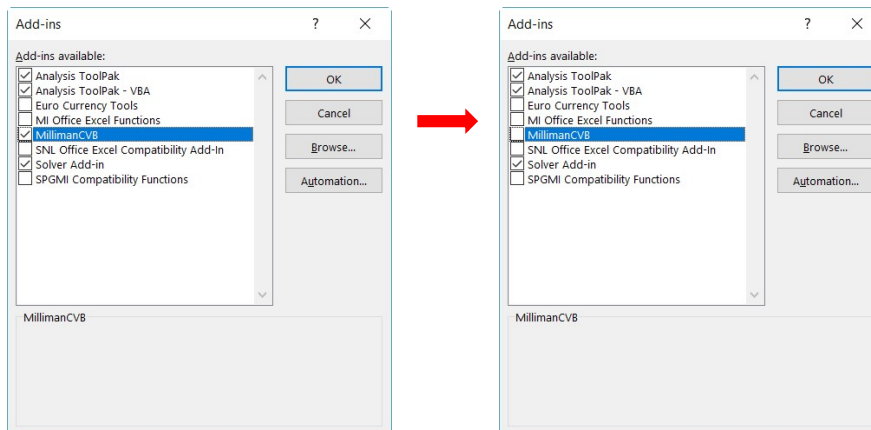 Add-ins
Add-ins available:
Analysis ToolPak
Analysis ToolPak - VBA
Euro Currency Tools
MI Office Excel Functions
MillimanCVB
SNL Office Excel Compatibility Add-In
Solver Add-in
SPGMI Compatibility Functions
OK
Cancel
Browse...
Automation...
MillimanCVB
Add-ins
Add-ins available:
Analysis ToolPak
Analysis ToolPak - VBA
Euro Currency Tools
MI Office Excel Functions
MillimanCVB
SNL Office Excel Compatibility Add-In
Solver Add-in
SPGMI Compatibility Functions
OK
Cancel
Browse...
Automation...
MillimanCVB